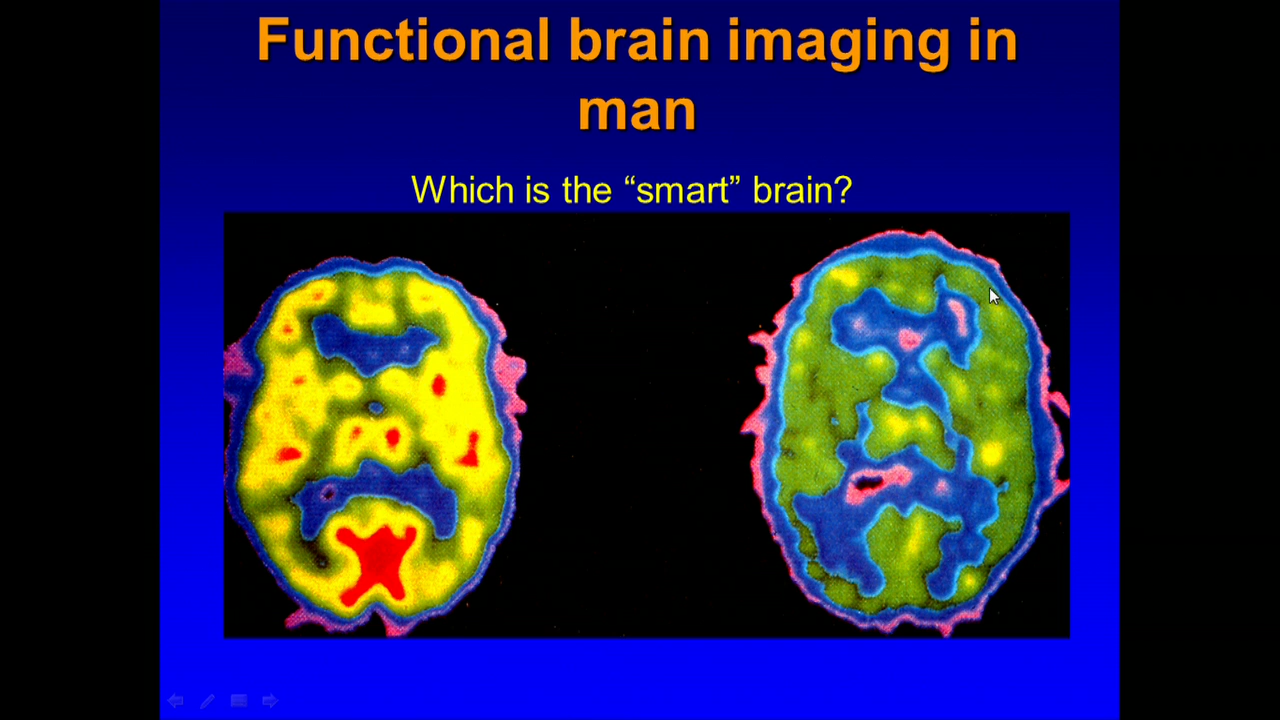 Functional brain imaging in
man
Which is the “smart” brain?